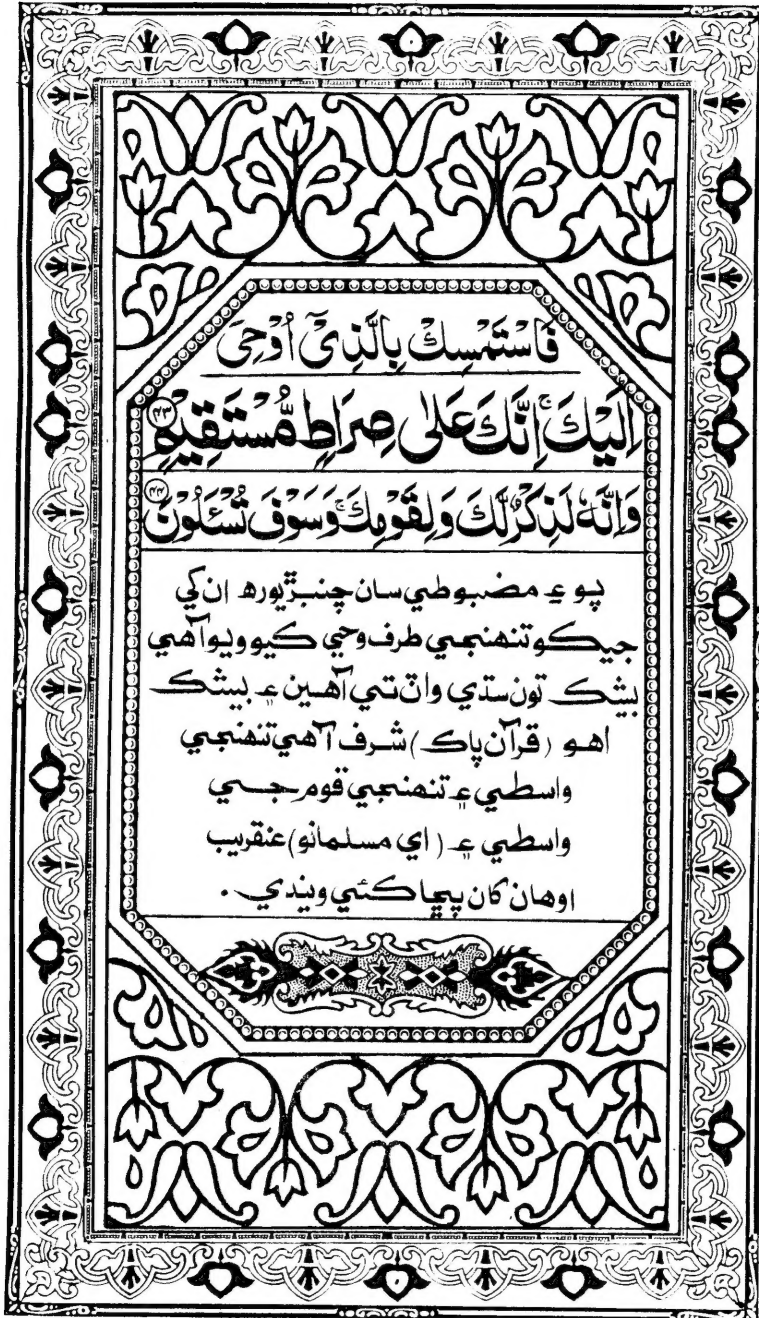 فَاسْتَمْسِكْ بِالَّذِيْٓ اُوْحِیَ
اِلَيْكَ ۚ اِنَّكَ عَلٰى صِرَاطٍ مُّسْتَقِيْمٍ ﴿۴۳﴾
وَاِنَّهٗ لَذِكْرٌ لَّكَ وَلِقَوْمِكَ ۚ وَسَوْفَ تُسْـَٔلُوْنَ ﴿۴۴﴾
پوءِ مضبوطي سان چنبڙيو رهه ان کي
جيڪو تنهنجي طرف وحي ڪيو ويو آهي
بيشڪ تون سڌي واٽ تي آهين ۽ بيشڪ
اهو (قرآن پاڪ) شرف آهي تنهنجي
واسطي ۽ تنهنجي قوم جي
واسطي ۽ (اي مسلمانو) عنقريب
اوهان کان پڇا ڪئي ويندي.